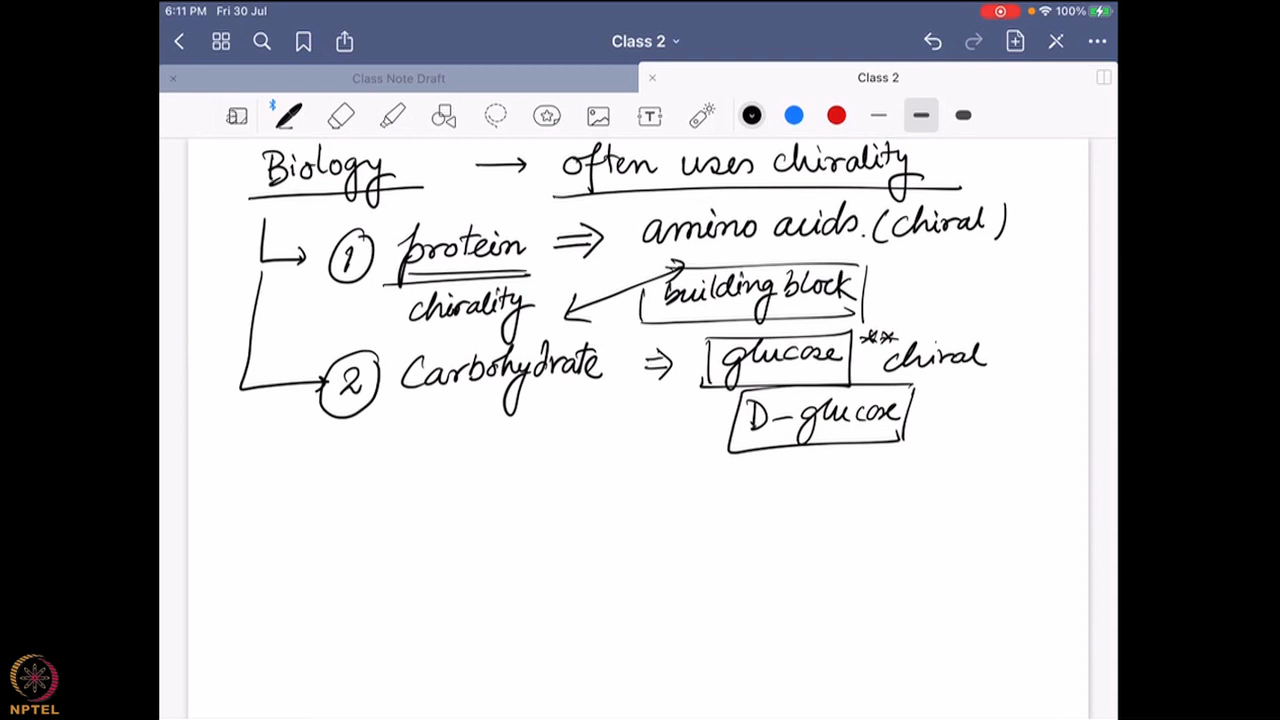 6:11 PM Fri 30 Jul 100%
Class 2
Class Note Draft Class 2
Biology → often uses chirality
① protein ⇒ amino acids. (chiral)
chirality building block
② Carbohydrate ⇒ glucose ** chiral
D-glucose
NPTEL